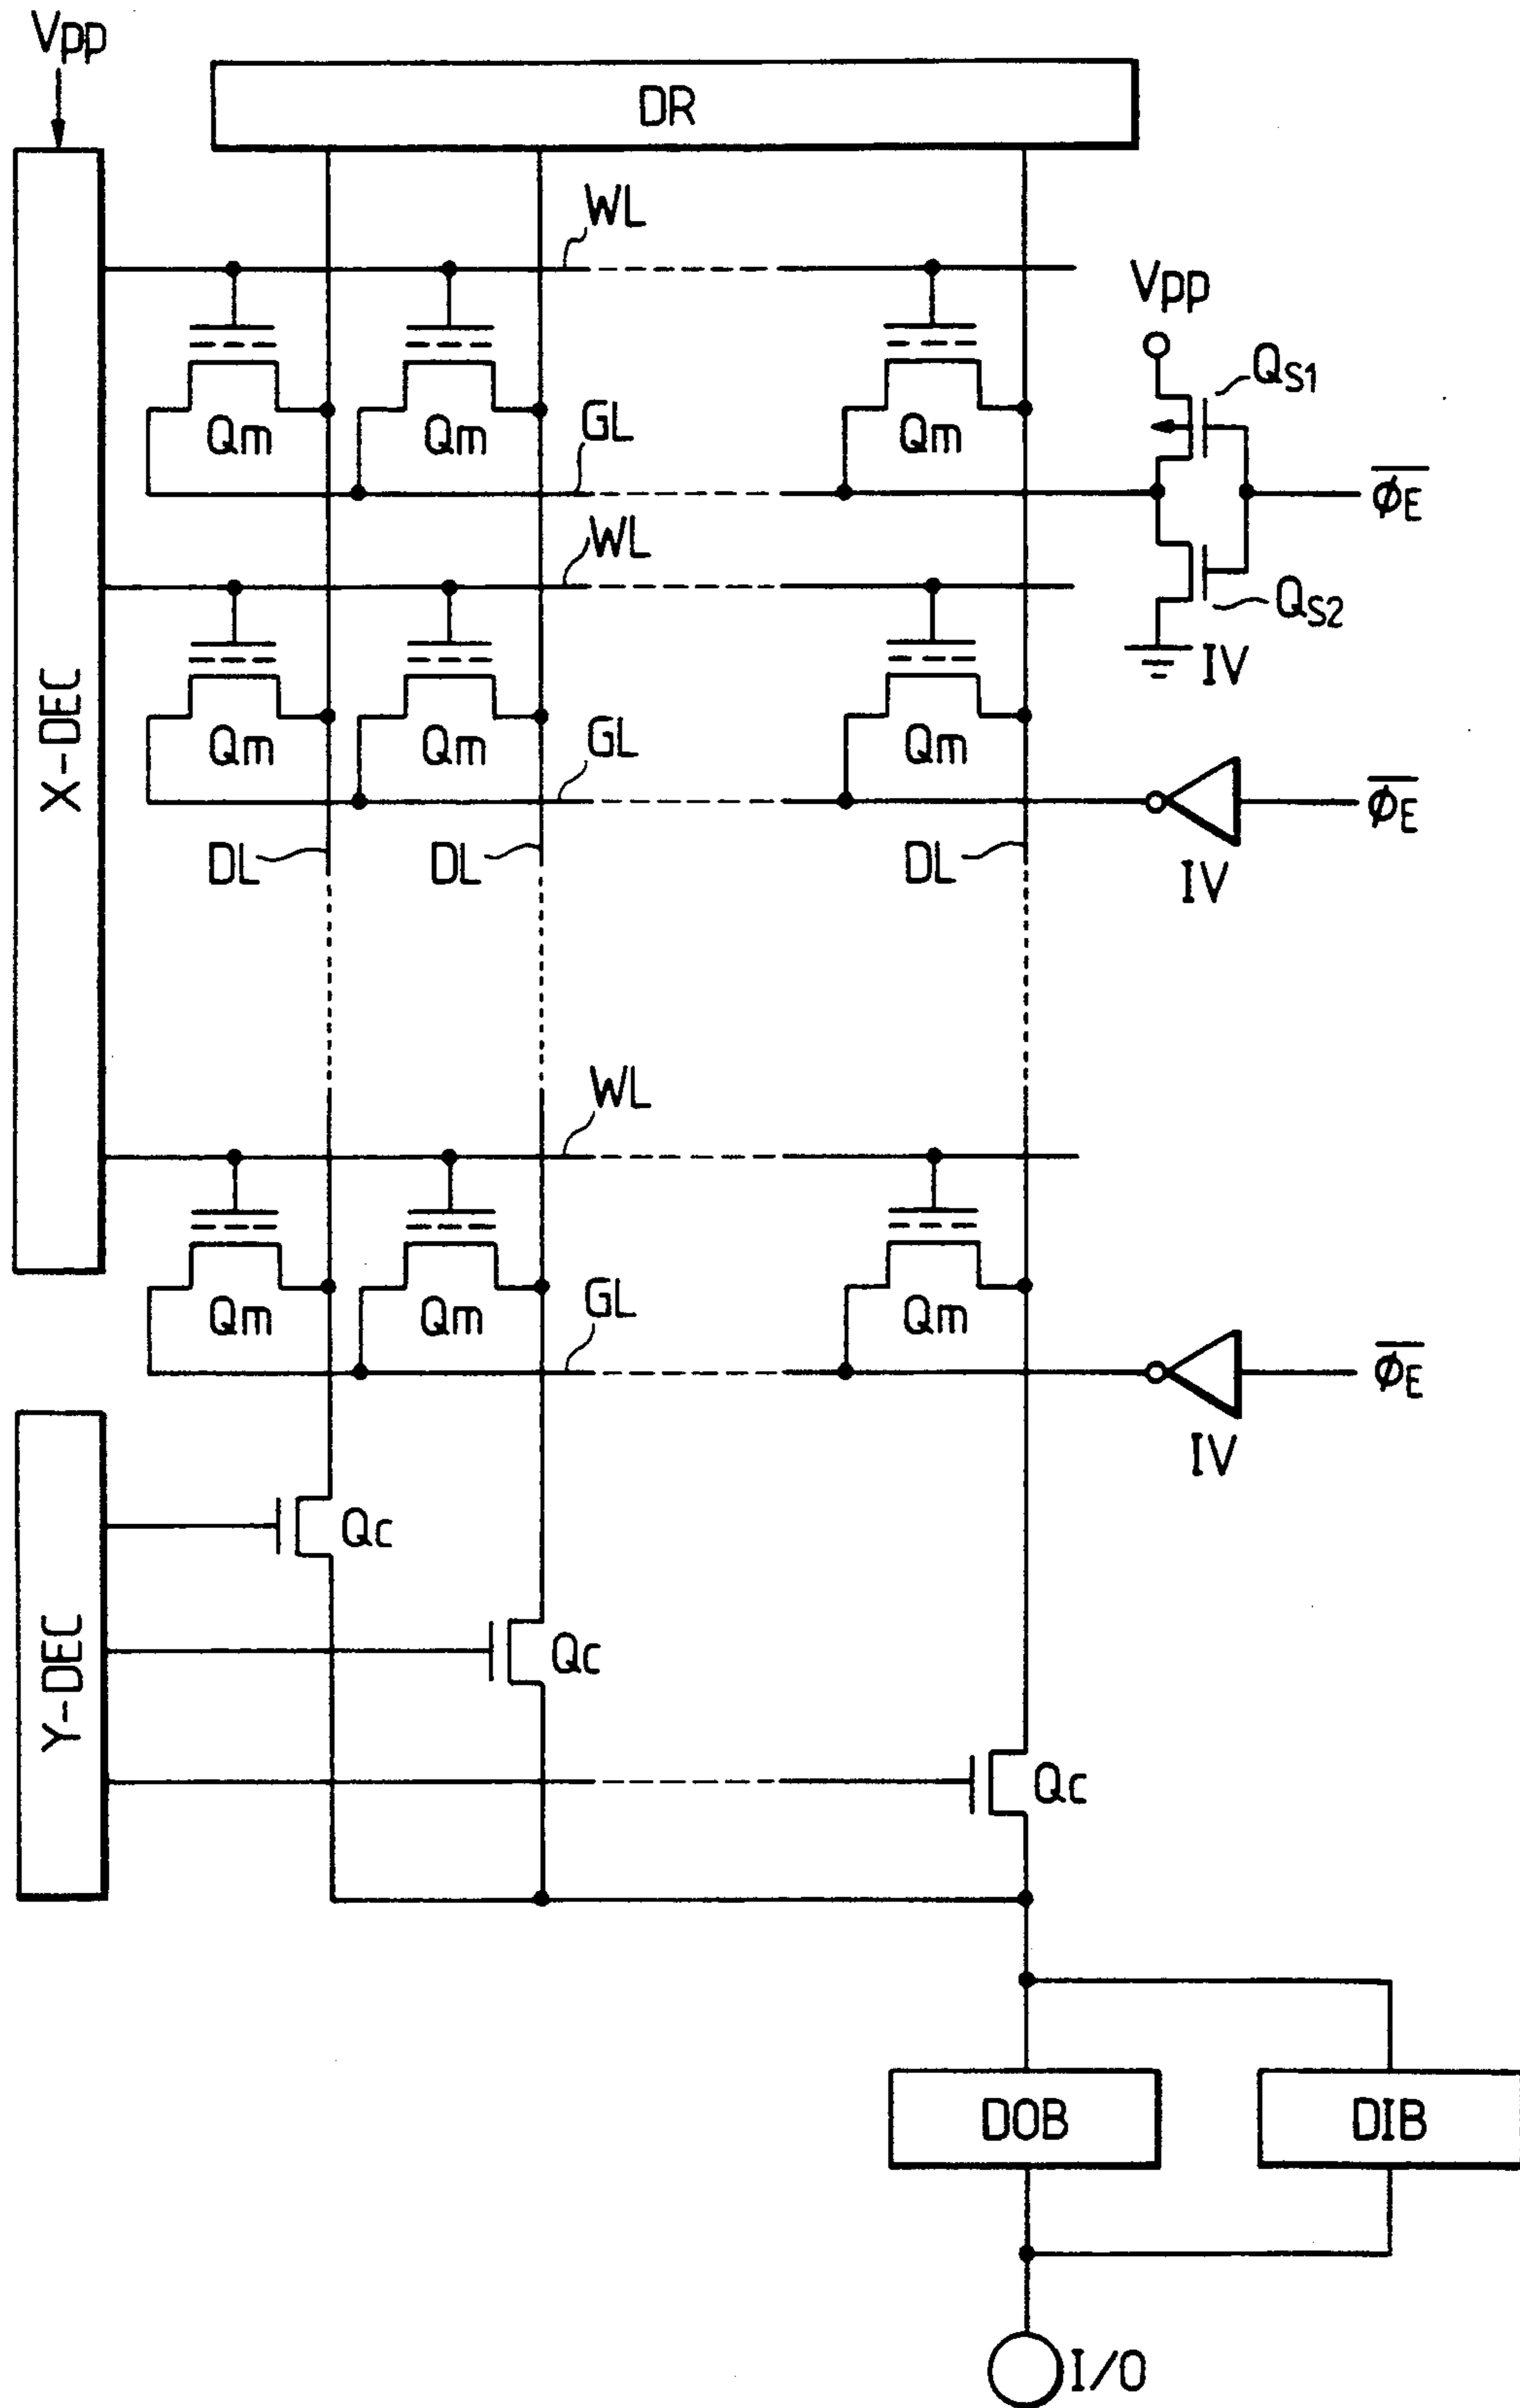 Vpp
DR
WL
Vpp
QS1
Qm Qm Qm
GL
φE
WL
QS2
IV
X-DEC
Qm Qm Qm
GL
φE
DL DL DL
IV
WL
Qm Qm Qm
GL
φE
IV
Qc
Y-DEC
Qc
Qc
DOB DIB
I/O